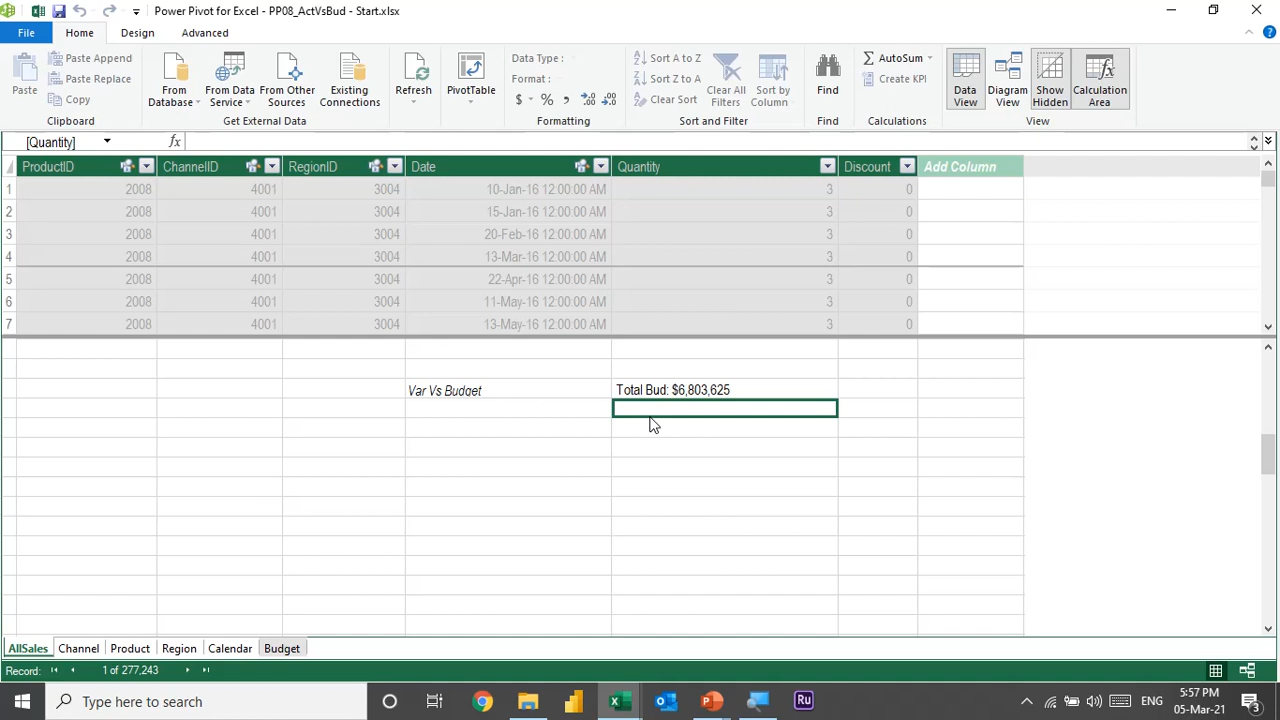 Power Pivot for Excel - PP08_ActVsBud - Start.xlsx
File Home Design Advanced
Paste
Paste Append
Paste Replace
Copy
Clipboard
From Database
From Data Service
From Other Sources
Existing Connections
Get External Data
Refresh
PivotTable
Data Type :
Format :
$ % ,
Formatting
Sort A to Z
Sort Z to A
Clear Sort
Clear All Filters
Sort by Column
Sort and Filter
Find
Find
AutoSum
Create KPI
Calculations
Data View
Diagram View
Show Hidden
Calculation Area
View
[Quantity] fx
ProductID ChannelID RegionID Date Quantity Discount Add Column
1 2008 4001 3004 10-Jan-16 12:00:00 AM 3 0
2 2008 4001 3004 15-Jan-16 12:00:00 AM 3 0
3 2008 4001 3004 20-Feb-16 12:00:00 AM 3 0
4 2008 4001 3004 13-Mar-16 12:00:00 AM 3 0
5 2008 4001 3004 22-Apr-16 12:00:00 AM 3 0
6 2008 4001 3004 11-May-16 12:00:00 AM 3 0
7 2008 4001 3004 13-May-16 12:00:00 AM 3 0
Var Vs Budget Total Bud: $6,803,625
AllSales Channel Product Region Calendar Budget
Record: 1 of 277,243
Type here to search
ENG
5:57 PM
05-Mar-21
3